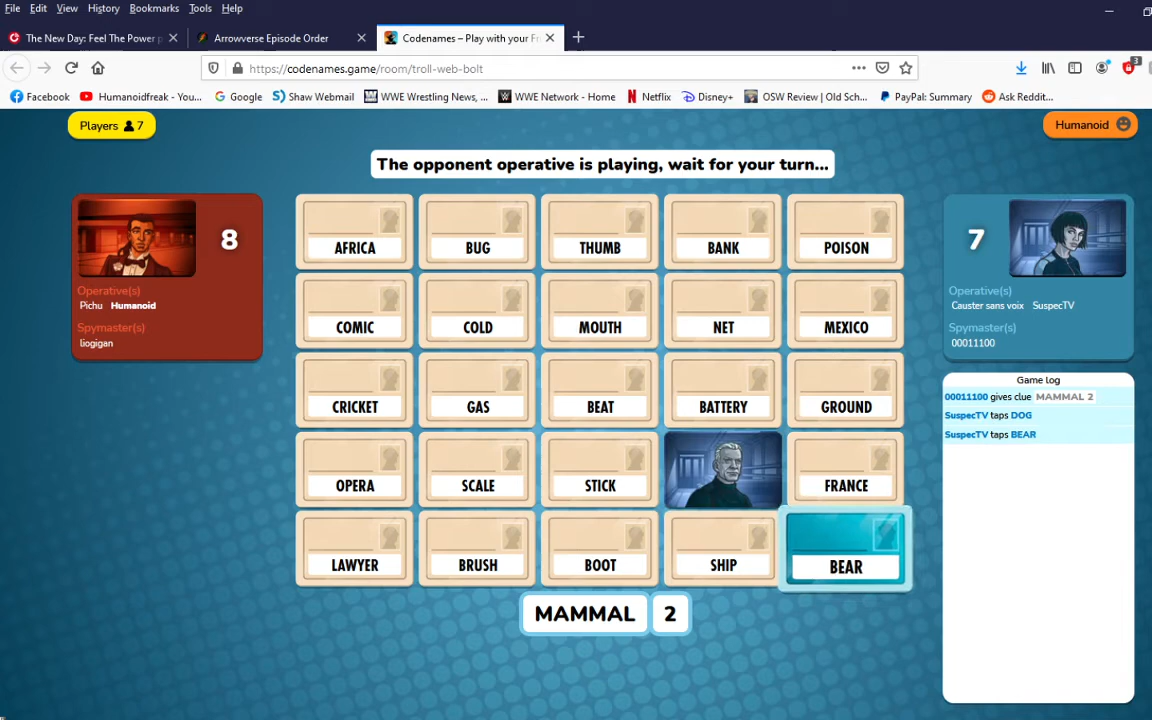 File Edit View History Bookmarks Tools Help
The New Day: Feel The Power p
Arrowverse Episode Order
Codenames – Play with your Fr
https://codenames.game/room/troll-web-bolt
3
Facebook Humanoidfreak - You... Google Shaw Webmail WWE Wrestling News, ... WWE Network - Home Netflix Disney+ OSW Review | Old Sch... PayPal: Summary Ask Reddit...
Players 7
Humanoid
The opponent operative is playing, wait for your turn...
8
Operative(s)
Pichu Humanoid
Spymaster(s)
liogigan
AFRICA BUG THUMB BANK POISON
COMIC COLD MOUTH NET MEXICO
CRICKET GAS BEAT BATTERY GROUND
OPERA SCALE STICK FRANCE
LAWYER BRUSH BOOT SHIP BEAR
MAMMAL 2
7
Operative(s)
Causter sans voix SuspecTV
Spymaster(s)
00011100
Game log
00011100 gives clue MAMMAL 2
SuspecTV taps DOG
SuspecTV taps BEAR